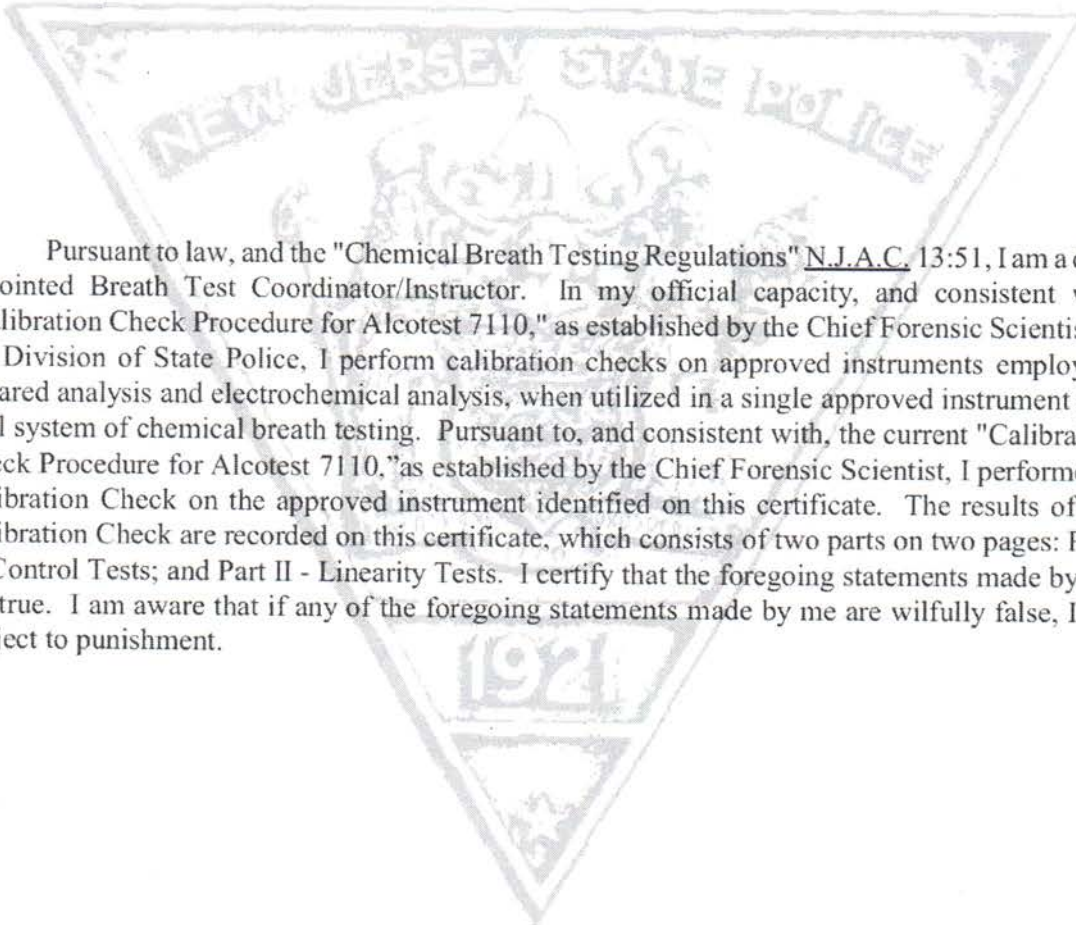 NEW JERSEY STATE POLICE
Pursuant to law, and the "Chemical Breath Testing Regulations" N.J.A.C. 13:51, I am a
ointed Breath Test Coordinator/Instructor. In my official capacity, and consistent
libration Check Procedure for Alcotest 7110," as established by the Chief Forensic Scientis
Division of State Police, I perform calibration checks on approved instruments employ
ared analysis and electrochemical analysis, when utilized in a single approved instrument
l system of chemical breath testing. Pursuant to, and consistent with, the current "Calibra
ck Procedure for Alcotest 7110,"as established by the Chief Forensic Scientist, I performe
ibration Check on the approved instrument identified on this certificate. The results of
ibration Check are recorded on this certificate, which consists of two parts on two pages:
Control Tests; and Part II - Linearity Tests. I certify that the foregoing statements made by
true. I am aware that if any of the foregoing statements made by me are wilfully false, I
ject to punishment.
1921